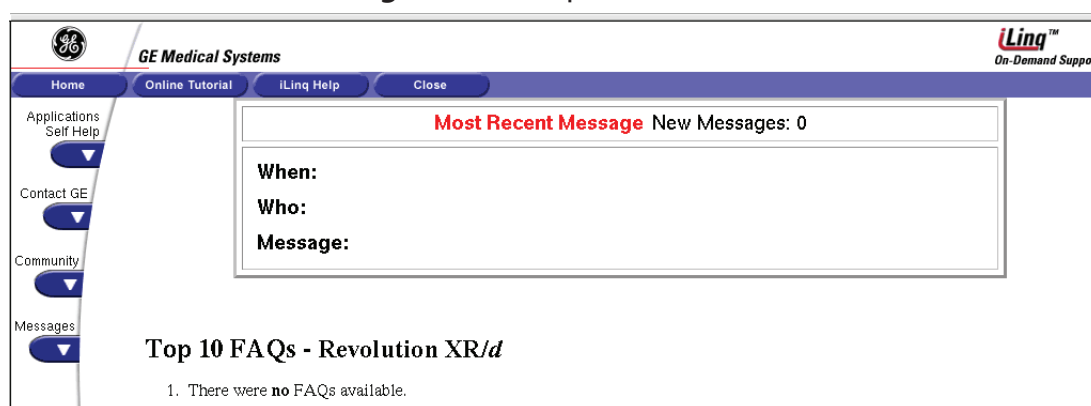 GE Medical Systems
iLinq™
On-Demand Suppo
Home Online Tutorial iLinq Help Close
Applications
Self Help
Contact GE
Community
Messages
Most Recent Message New Messages: 0
When:
Who:
Message:
Top 10 FAQs - Revolution XR/d
1. There were no FAQs available.